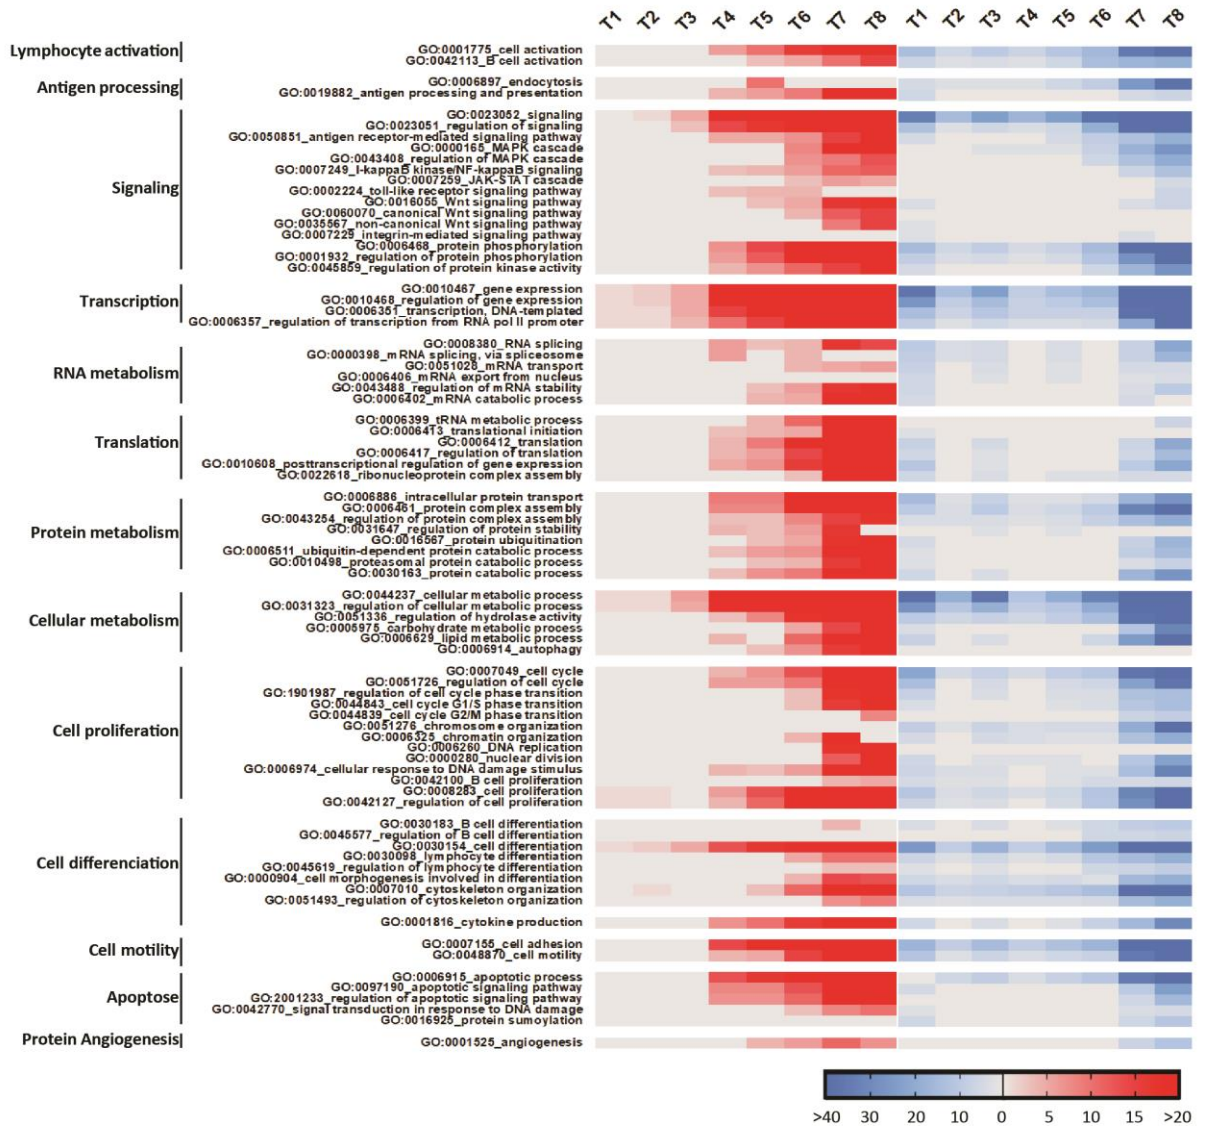 T1 T2 T3 T4 T5 T6 T7 T8 T1 T2 T3 T4 T5 T6 T7 T8
Lymphocyte activation
GO:0001775_cell activation
GO:0042113_B cell activation
Antigen processing
GO:0006897_endocytosis
GO:0019882_antigen processing and presentation
Signaling
GO:0023052_signaling
GO:0023051_regulation of signaling
GO:0050851_antigen receptor-mediated signaling pathway
GO:0000165_MAPK cascade
GO:0043408_regulation of MAPK cascade
GO:0007249_I-kappaB kinase/NF-kappaB signaling
GO:0007259_JAK-STAT cascade
GO:0002224_toll-like receptor signaling pathway
GO:0016055_Wnt signaling pathway
GO:0060070_canonical Wnt signaling pathway
GO:0035567_non-canonical Wnt signaling pathway
GO:0007229_integrin-mediated signaling pathway
GO:0006468_protein phosphorylation
GO:0001932_regulation of protein phosphorylation
GO:0045859_regulation of protein kinase activity
Transcription
GO:0010467_gene expression
GO:0010468_regulation of gene expression
GO:0006351_transcription, DNA-templated
GO:0006357_regulation of transcription from RNA pol II promoter
RNA metabolism
GO:0008380_RNA splicing
GO:0000398_mRNA splicing, via spliceosome
GO:0051028_mRNA transport
GO:0006406_mRNA export from nucleus
GO:0043488_regulation of mRNA stability
GO:0006402_mRNA catabolic process
Translation
GO:0006399_tRNA metabolic process
GO:0006413_translational initiation
GO:0006412_translation
GO:0006417_regulation of translation
GO:0010608_posttranscriptional regulation of gene expression
GO:0022618_ribonucleoprotein complex assembly
Protein metabolism
GO:0006886_intracellular protein transport
GO:0006461_protein complex assembly
GO:0043254_regulation of protein complex assembly
GO:0031647_regulation of protein stability
GO:0016567_protein ubiquitination
GO:0006511_ubiquitin-dependent protein catabolic process
GO:0010498_proteasomal protein catabolic process
GO:0030163_protein catabolic process
Cellular metabolism
GO:0044237_cellular metabolic process
GO:0031323_regulation of cellular metabolic process
GO:0051336_regulation of hydrolase activity
GO:0005975_carbohydrate metabolic process
GO:0006629_lipid metabolic process
GO:0006914_autophagy
Cell proliferation
GO:0007049_cell cycle
GO:0051726_regulation of cell cycle
GO:1901987_regulation of cell cycle phase transition
GO:0044843_cell cycle G1/S phase transition
GO:0044839_cell cycle G2/M phase transition
GO:0051276_chromosome organization
GO:0006325_chromatin organization
GO:0006260_DNA replication
GO:0000280_nuclear division
GO:0006974_cellular response to DNA damage stimulus
GO:0042100_B cell proliferation
GO:0008283_cell proliferation
GO:0042127_regulation of cell proliferation
Cell differenciation
GO:0030183_B cell differentiation
GO:0045577_regulation of B cell differentiation
GO:0030154_cell differentiation
GO:0030098_lymphocyte differentiation
GO:0045619_regulation of lymphocyte differentiation
GO:0000904_cell morphogenesis involved in differentiation
GO:0007010_cytoskeleton organization
GO:0051493_regulation of cytoskeleton organization
GO:0001816_cytokine production
Cell motility
GO:0007155_cell adhesion
GO:0048870_cell motility
Apoptose
GO:0006915_apoptotic process
GO:0097190_apoptotic signaling pathway
GO:2001233_regulation of apoptotic signaling pathway
GO:0042770_signal transduction in response to DNA damage
GO:0016925_protein sumoylation
Protein Angiogenesis
GO:0001525_angiogenesis
>40 30 20 10 0 5 10 15 >20